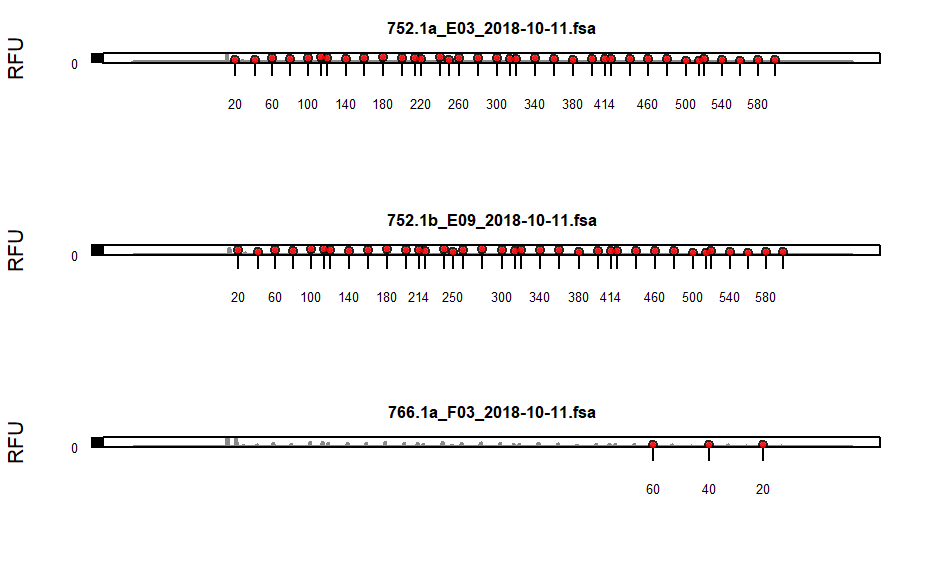 752.1a_E03_2018-10-11.fsa
RFU
0
20 60 100 140 180 220 260 300 340 380 414 460 500 540 580
752.1b_E09_2018-10-11.fsa
RFU
0
20 60 100 140 180 214 250 300 340 380 414 460 500 540 580
766.1a_F03_2018-10-11.fsa
RFU
0
60 40 20